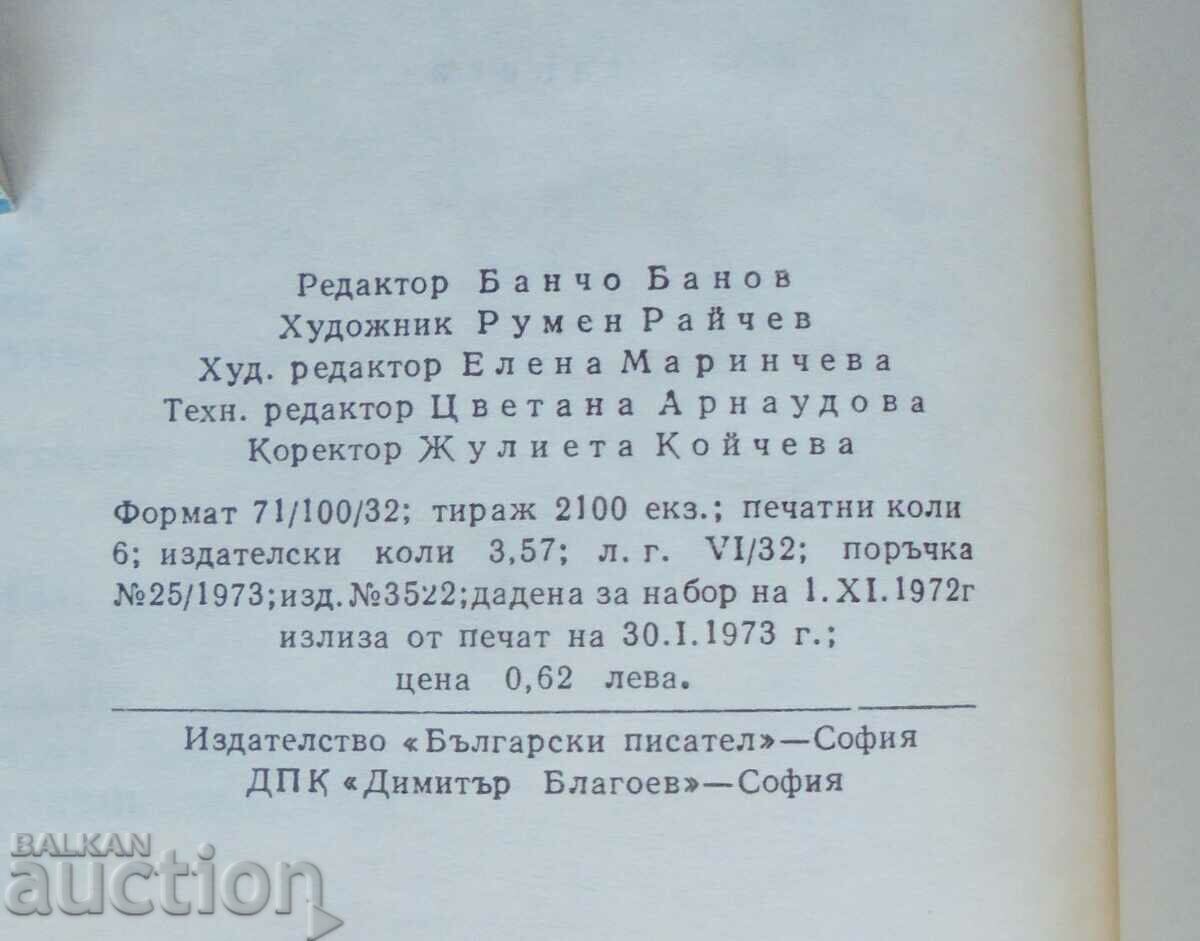 Редактор Банчо Банов
Художник Румен Райчев
Худ. редактор Елена Маринчева
Техн. редактор Цветана Арнаудова
Коректор Жулиета Койчева
Формат 71/100/32; тираж 2100 екз.; печатни коли
6; издателски коли 3,57; л. г. VI/32; поръчка
№25/1973;изд.№3522;дадена за набор на 1.XI.1972г
излиза от печат на 30.I.1973 г.;
цена 0,62 лева.
Издателство «Български писател»—София
ДПК «Димитър Благоев»—София
BALKAN
auction